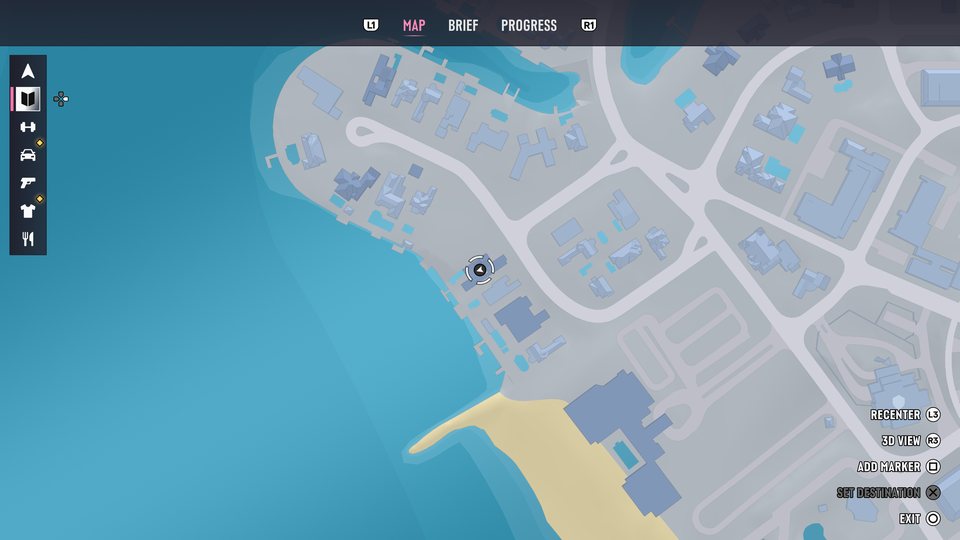 L1 MAP BRIEF PROGRESS R1
RECENTER L3
3D VIEW R3
ADD MARKER
SET DESTINATION
EXIT